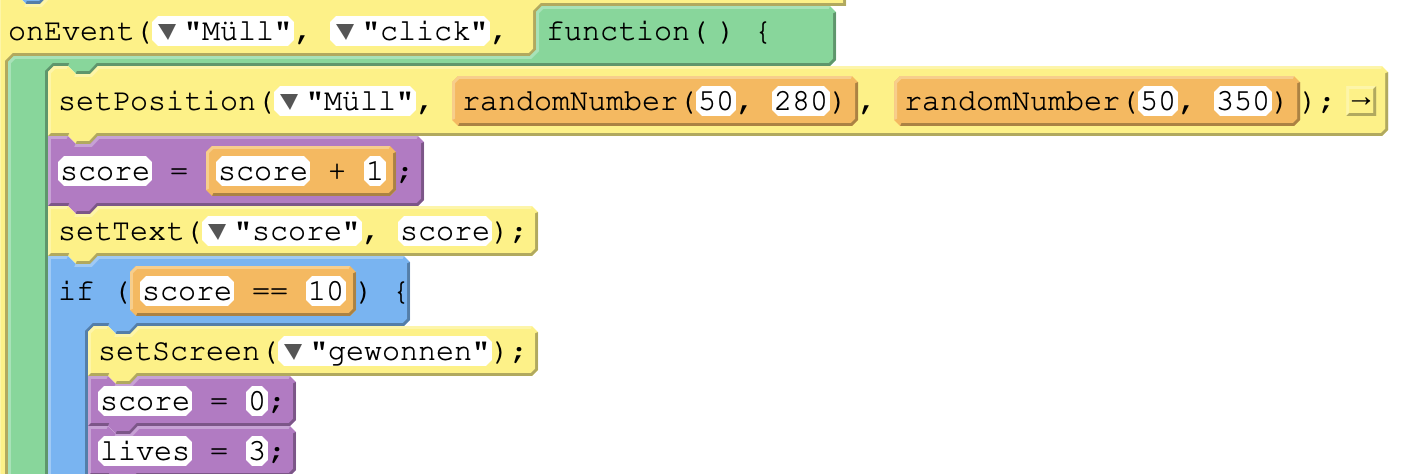 onEvent(▼"Müll", ▼"click", function() {
setPosition(▼"Müll", randomNumber(50, 280), randomNumber(50, 350)); →
score = score + 1;
setText(▼"score", score);
if (score == 10) {
setScreen(▼"gewonnen");
score = 0;
lives = 3;